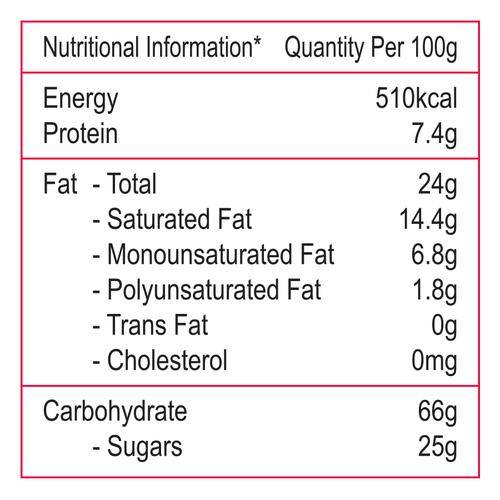 Nutritional Information* Quantity Per 100g
Energy 510kcal
Protein 7.4g
Fat - Total 24g
- Saturated Fat 14.4g
- Monounsaturated Fat 6.8g
- Polyunsaturated Fat 1.8g
- Trans Fat 0g
- Cholesterol 0mg
Carbohydrate 66g
- Sugars 25g